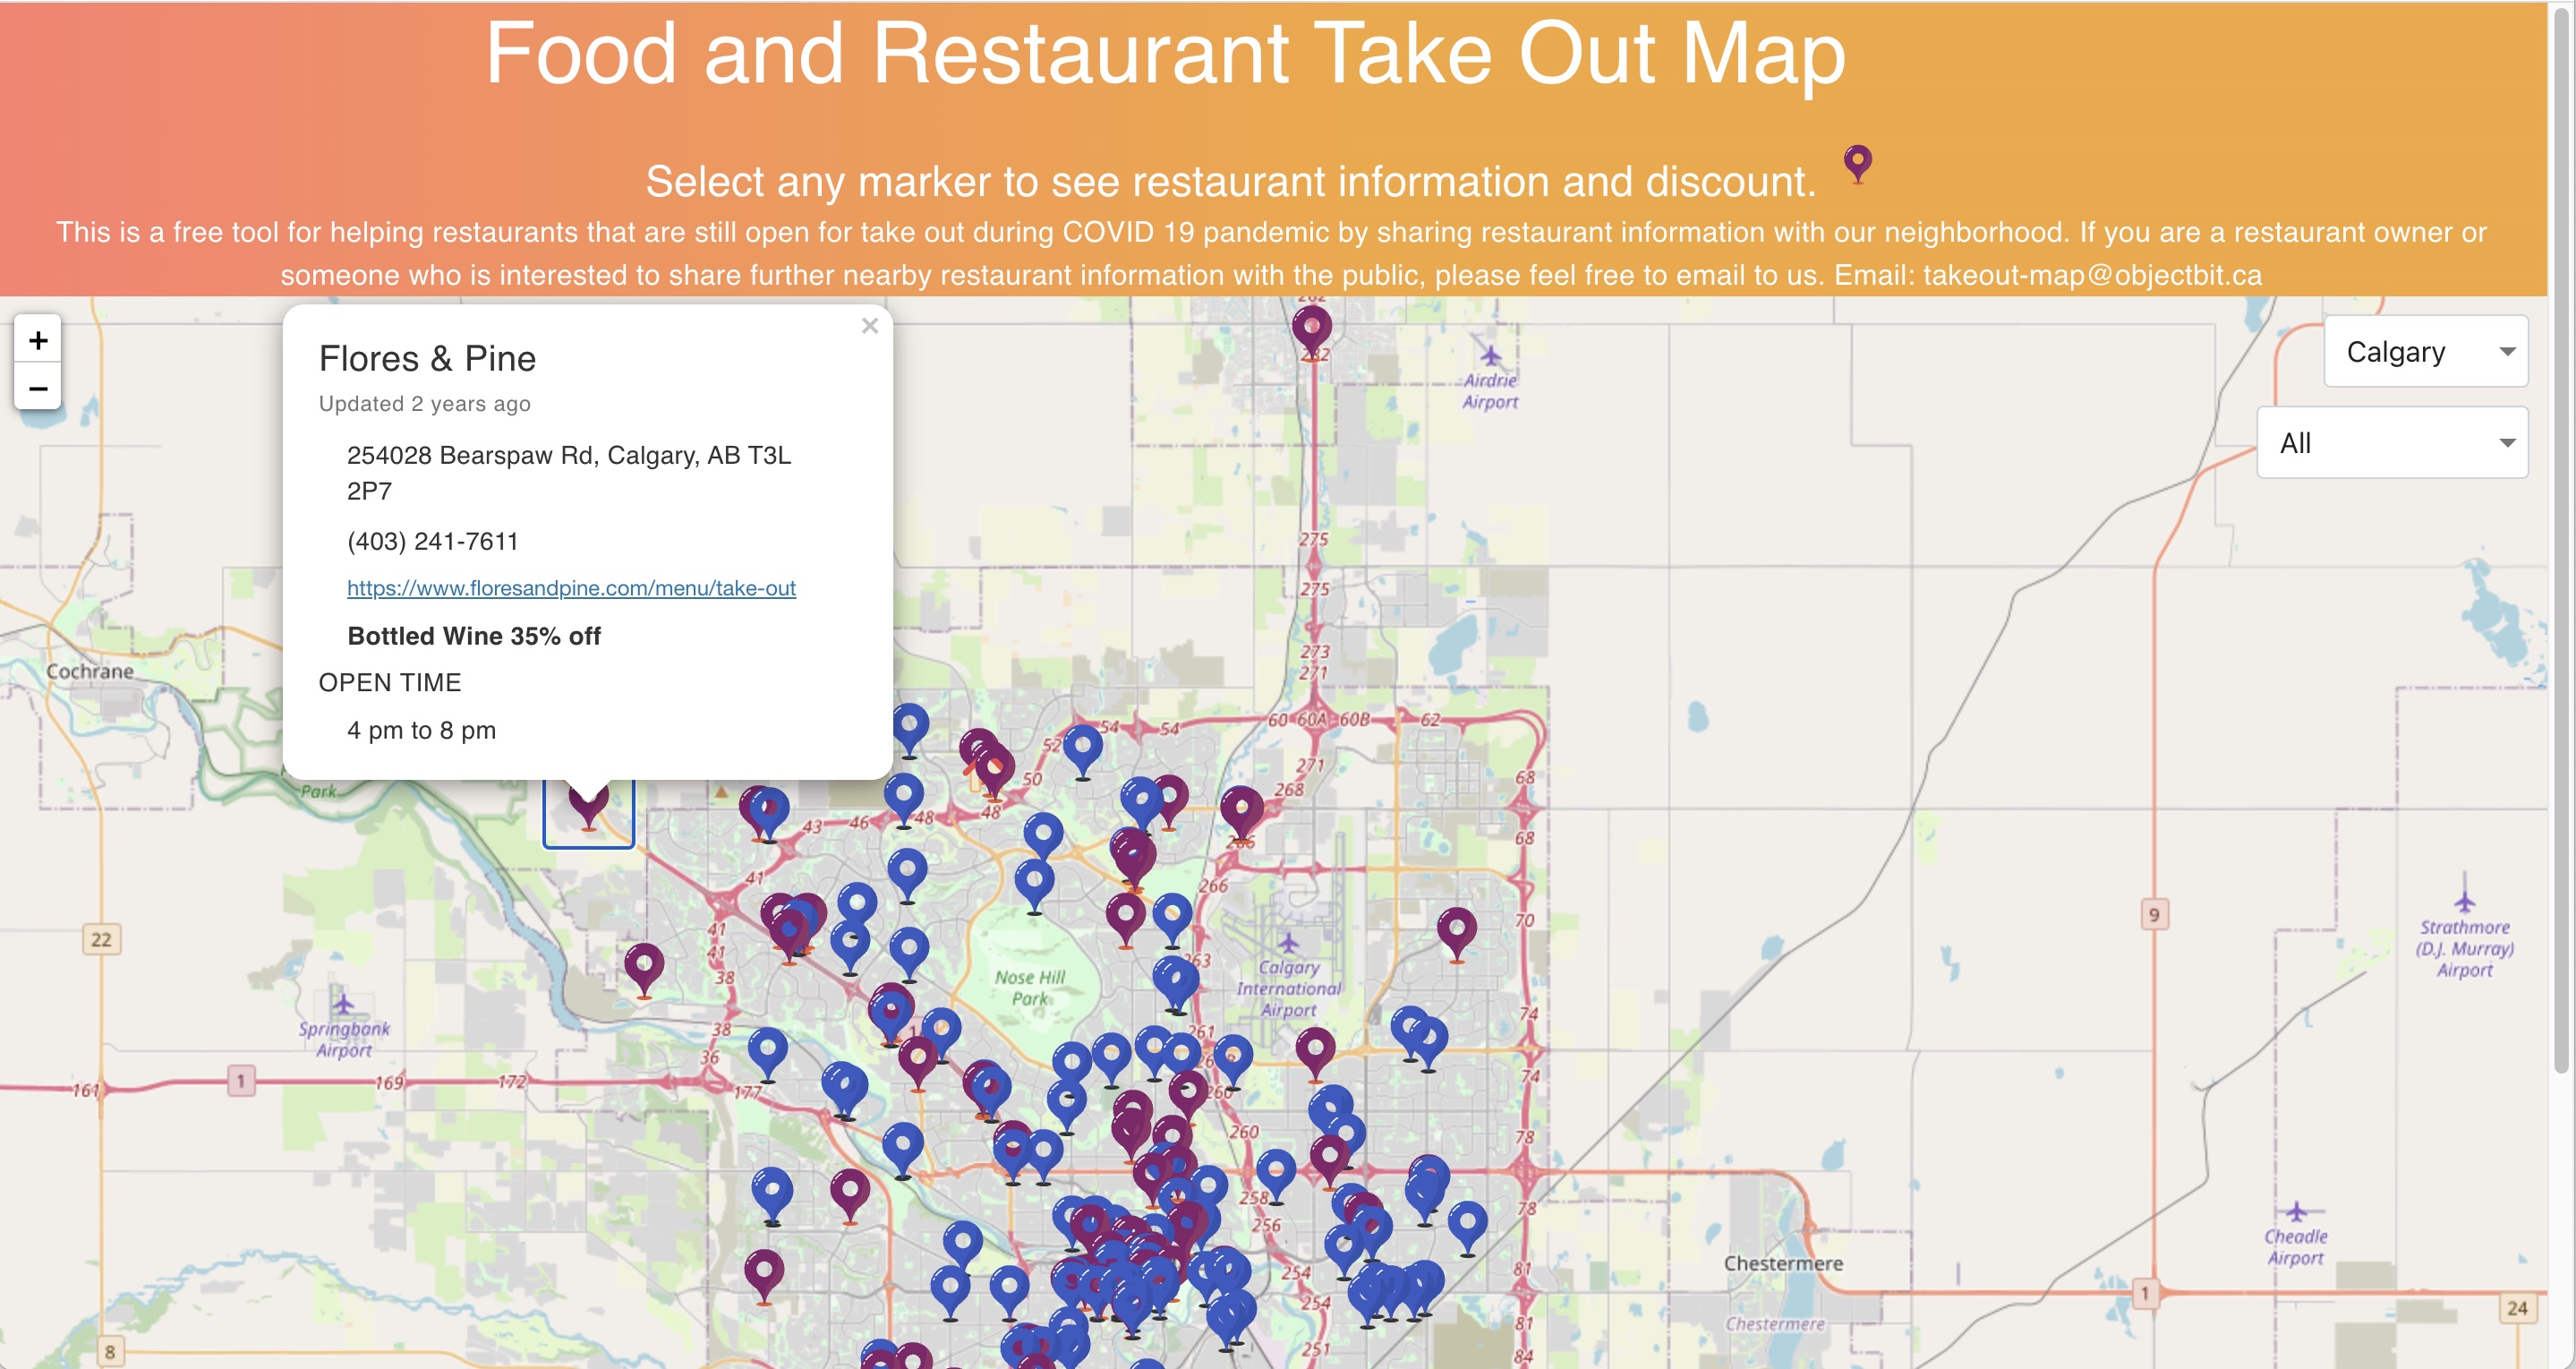 Food and Restaurant Take Out Map
Select any marker to see restaurant information and discount.
This is a free tool for helping restaurants that are still open for take out during COVID 19 pandemic by sharing restaurant information with our neighborhood. If you are a restaurant owner or
someone who is interested to share further nearby restaurant information with the public, please feel free to email to us. Email: takeout-map@objectbit.ca
+
−
×
Flores & Pine
Updated 2 years ago
254028 Bearspaw Rd, Calgary, AB T3L
2P7
(403) 241-7611
https://www.floresandpine.com/menu/take-out
Bottled Wine 35% off
OPEN TIME
4 pm to 8 pm
Calgary
All
282
Airdrie
Airport
275
275
273
271
Cochrane
60 60A 60B 62
54 54
52
50
271
268
68
Park
43 46 48 48
68
41
266
70
41
41
38
22
9
Strathmore
(D.J. Murray)
Airport
Nose Hill
Park
Calgary
International
Airport
Springbank
Airport
38
36
261
74
74
161 1 169 172
177
260
260
78
258
78
256
Cheadle
Airport
Chestermere
254
81
254
1
24
Chestermere
81
8
251
84